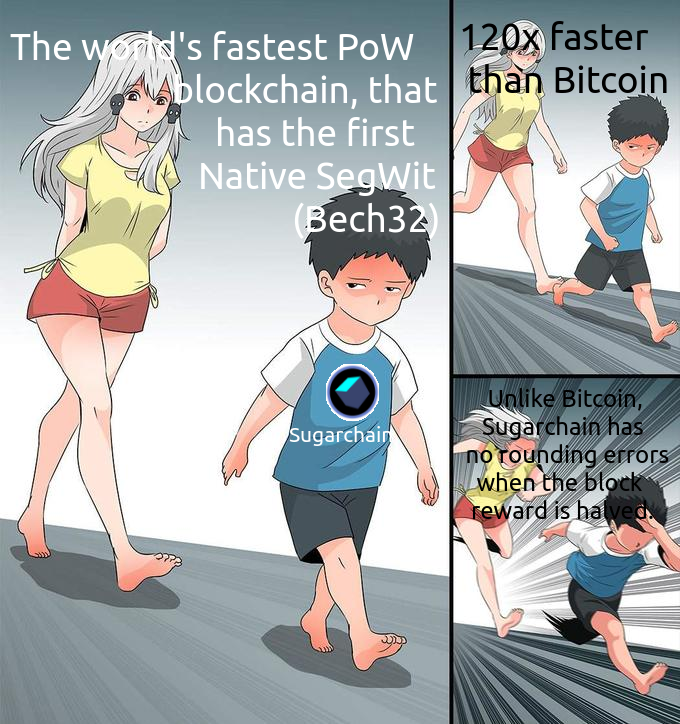 The world's fastest PoW
blockchain, that
has the first
Native SegWit
(Bech32)
Sugarchain
120x faster
than Bitcoin
Unlike Bitcoin,
Sugarchain has
no rounding errors
when the block
reward is halved.